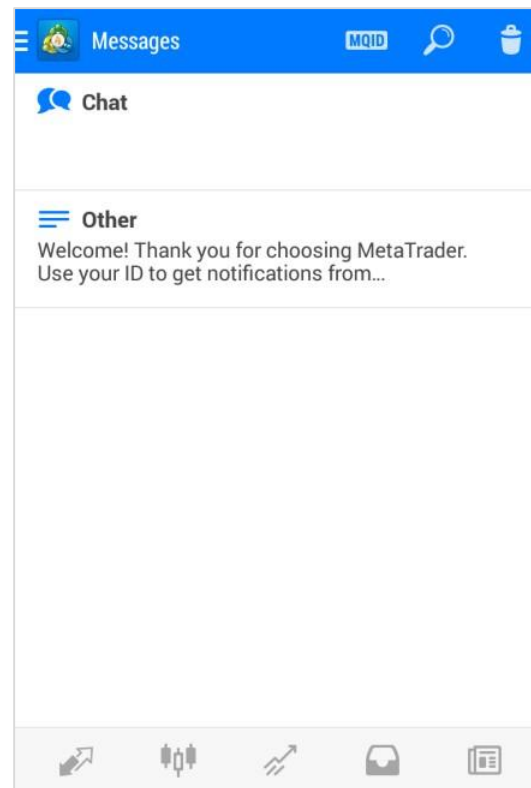 Messages
MQID
Chat
Other
Welcome! Thank you for choosing MetaTrader.
Use your ID to get notifications from...